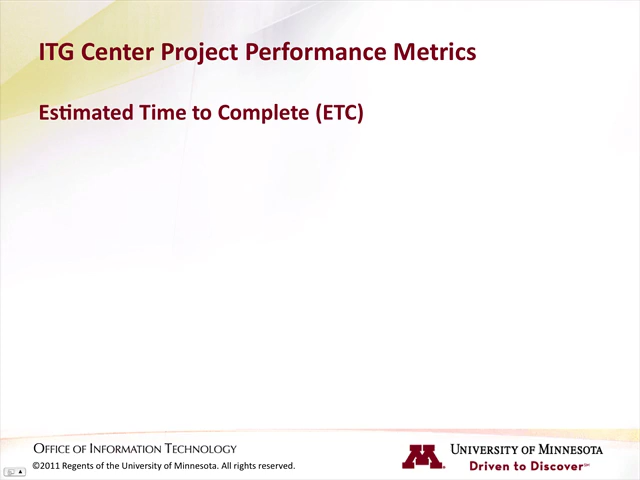 ITG Center Project Performance Metrics
Estimated Time to Complete (ETC)
OFFICE OF INFORMATION TECHNOLOGY
©2011 Regents of the University of Minnesota. All rights reserved.
M
UNIVERSITY OF MINNESOTA
Driven to Discover℠